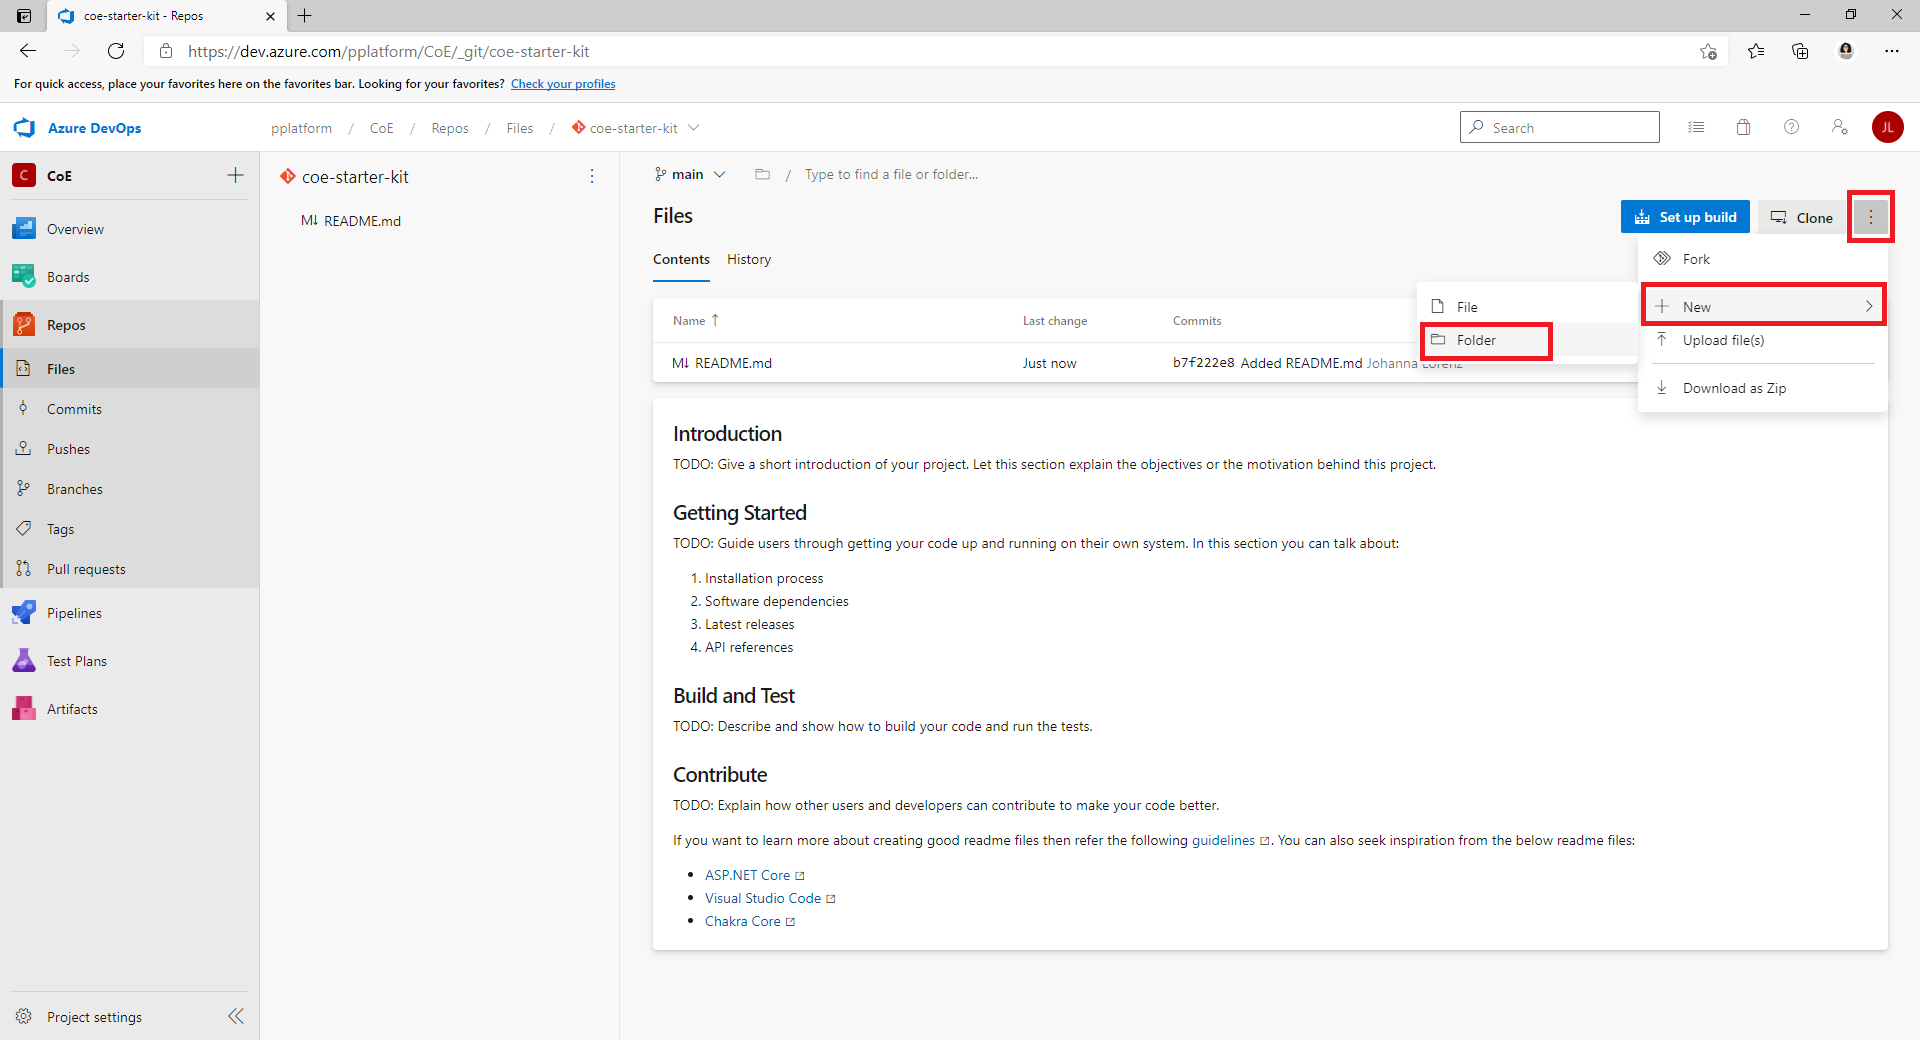 coe-starter-kit - Repos
https://dev.azure.com/pplatform/CoE/_git/coe-starter-kit
For quick access, place your favorites here on the favorites bar. Looking for your favorites? Check your profiles
Azure DevOps
pplatform / CoE / Repos / Files / coe-starter-kit
Search
JL
C CoE
Overview
Boards
Repos
Files
Commits
Pushes
Branches
Tags
Pull requests
Pipelines
Test Plans
Artifacts
Project settings
coe-starter-kit
M↓ README.md
main / Type to find a file or folder...
Files
Set up build
Clone
Contents
History
Fork
New
Upload file(s)
Download as Zip
File
Folder
Name ↑ Last change Commits
M↓ README.md Just now b7f222e8 Added README.md Johanna Lorenz
Introduction
TODO: Give a short introduction of your project. Let this section explain the objectives or the motivation behind this project.
Getting Started
TODO: Guide users through getting your code up and running on their own system. In this section you can talk about:
1. Installation process
2. Software dependencies
3. Latest releases
4. API references
Build and Test
TODO: Describe and show how to build your code and run the tests.
Contribute
TODO: Explain how other users and developers can contribute to make your code better.
If you want to learn more about creating good readme files then refer the following guidelines. You can also seek inspiration from the below readme files:
• ASP.NET Core
• Visual Studio Code
• Chakra Core